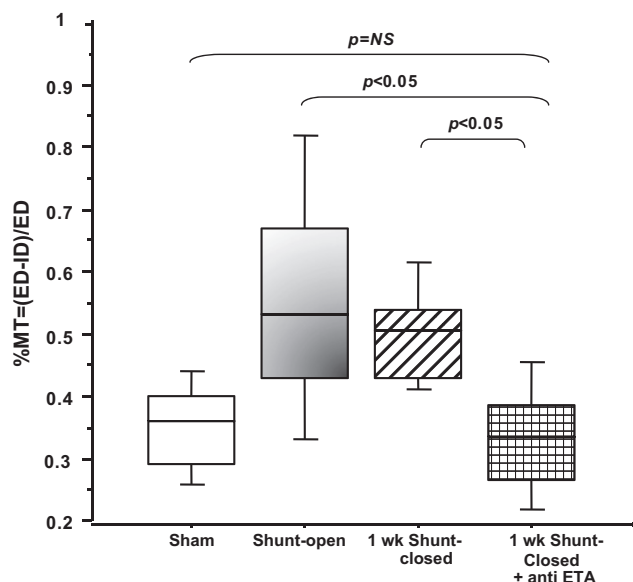 1
p=NS
0.9
p<0.05
0.8
p<0.05
0.7
0.6
0.5
0.4
0.3
0.2
%MT=(ED-ID)/ED
Sham
Shunt-open
1 wk Shunt-
closed
1 wk Shunt-
Closed
+ anti ETA